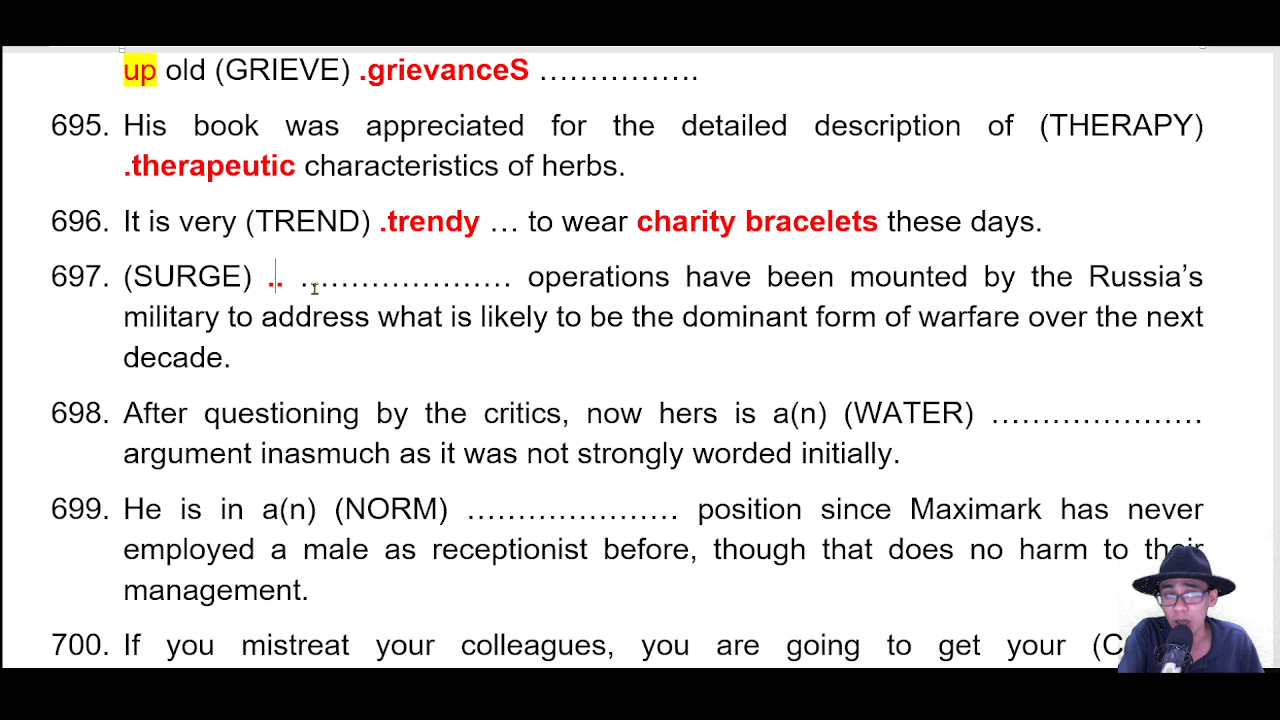 up old (GRIEVE) .grievanceS …………….
695. His book was appreciated for the detailed description of (THERAPY)
.therapeutic characteristics of herbs.
696. It is very (TREND) .trendy … to wear charity bracelets these days.
697. (SURGE) .. ………………… operations have been mounted by the Russia’s
military to address what is likely to be the dominant form of warfare over the next
decade.
698. After questioning by the critics, now hers is a(n) (WATER) …………………
argument inasmuch as it was not strongly worded initially.
699. He is in a(n) (NORM) ………………… position since Maximark has never
employed a male as receptionist before, though that does no harm to their
management.
700. If you mistreat your colleagues, you are going to get your